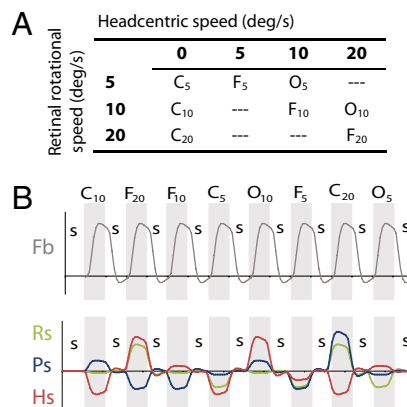 A
Headcentric speed (deg/s)
0 5 10 20
Retinal rotational
speed (deg/s)
5 C5 F5 O5 ---
10 C10 --- F10 O10
20 C20 --- --- F20
B
C10 F20 F10 C5 O10 F5 C20 O5
s s s s s s s s
Fb
Rs
s s s s s
Ps
Hs